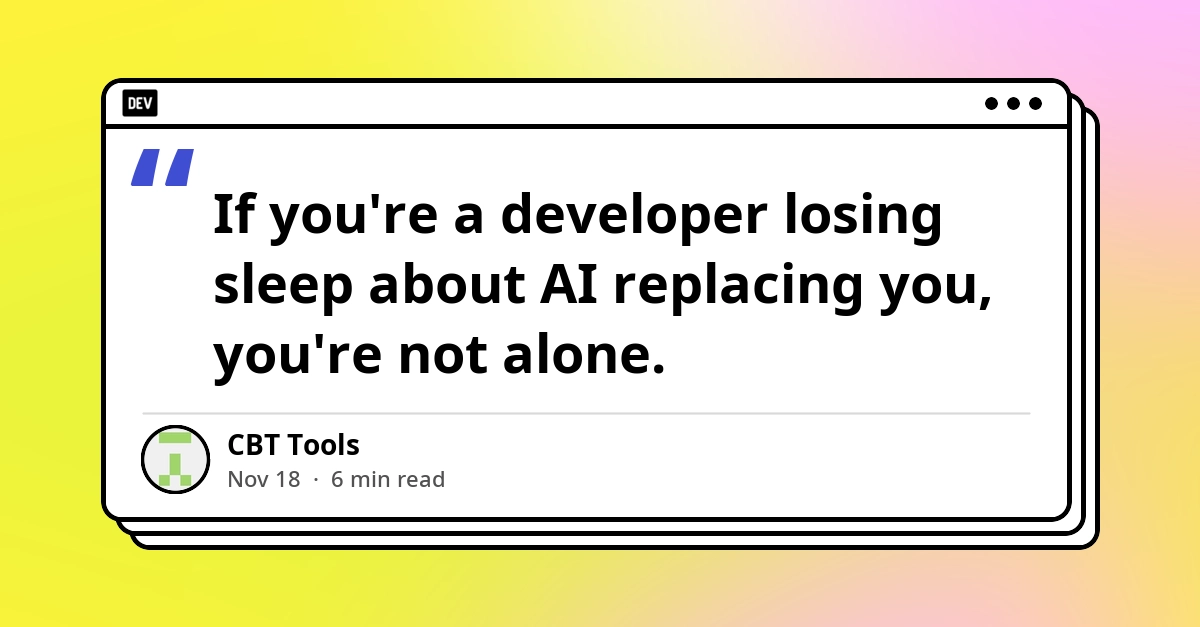 DEV
“
If you're a developer losing
sleep about AI replacing you,
you're not alone.
CBT Tools
Nov 18 · 6 min read